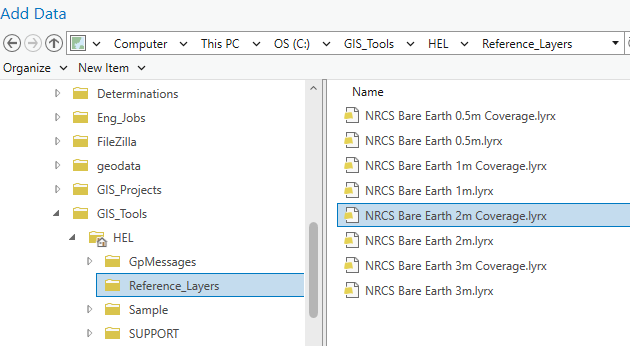 Add Data
Computer This PC OS (C:) GIS_Tools HEL Reference_Layers
Organize New Item
Determinations
Eng_Jobs
FileZilla
geodata
GIS_Projects
GIS_Tools
HEL
GpMessages
Reference_Layers
Sample
SUPPORT
Name
NRCS Bare Earth 0.5m Coverage.lyrx
NRCS Bare Earth 0.5m.lyrx
NRCS Bare Earth 1m Coverage.lyrx
NRCS Bare Earth 1m.lyrx
NRCS Bare Earth 2m Coverage.lyrx
NRCS Bare Earth 2m.lyrx
NRCS Bare Earth 3m Coverage.lyrx
NRCS Bare Earth 3m.lyrx